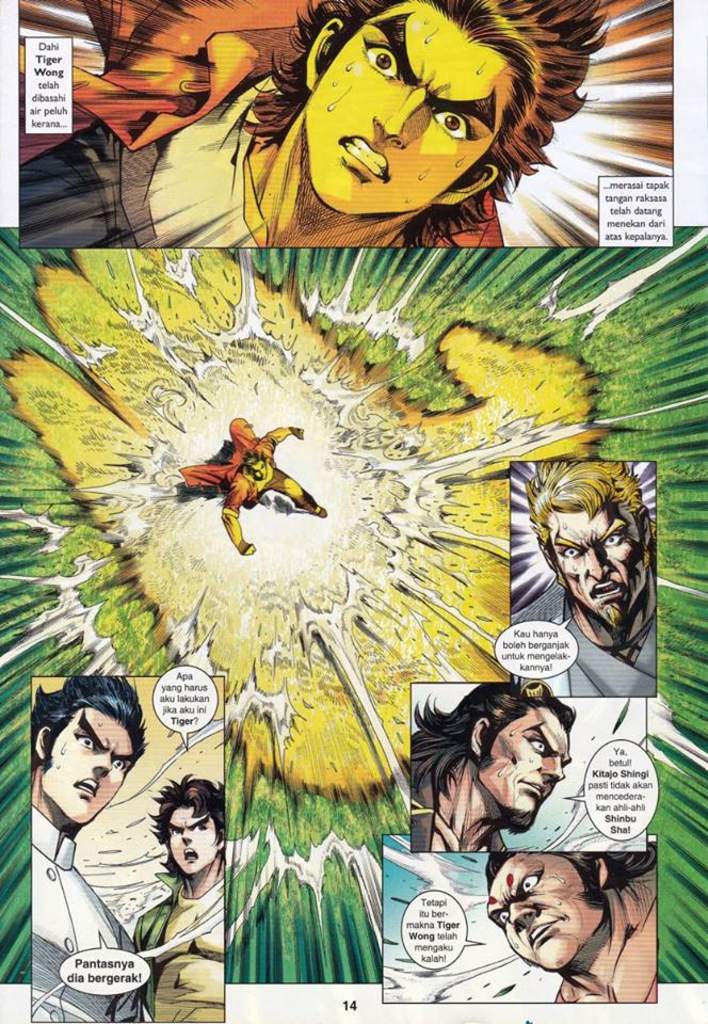 Dahi
Tiger
Wong
telah
dibasahi
air peluh
kerana...
...merasai tapak
tangan raksasa
telah datang
menekan dari
atas kepalanya.
Kau hanya
boleh berganjak
untuk mengelak-
kannya!
Apa
yang harus
aku lakukan
jika aku ini
Tiger?
Ya,
betul!
Kitajo Shingi
pasti tidak akan
mencedera-
kan ahli-ahli
Shinbu
Sha!
Tetapi
itu ber-
makna Tiger
Wong telah
mengaku
kalah!
Pantasnya
dia bergerak!
14